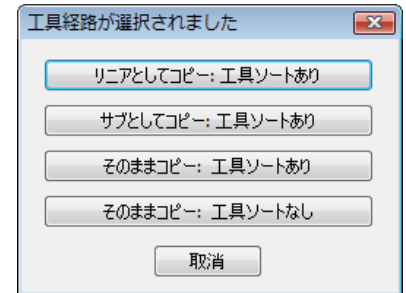 工具経路が選択されました
リニアとしてコピー: 工具ソートあり
サブとしてコピー: 工具ソートあり
そのままコピー: 工具ソートあり
そのままコピー: 工具ソートなし
取消